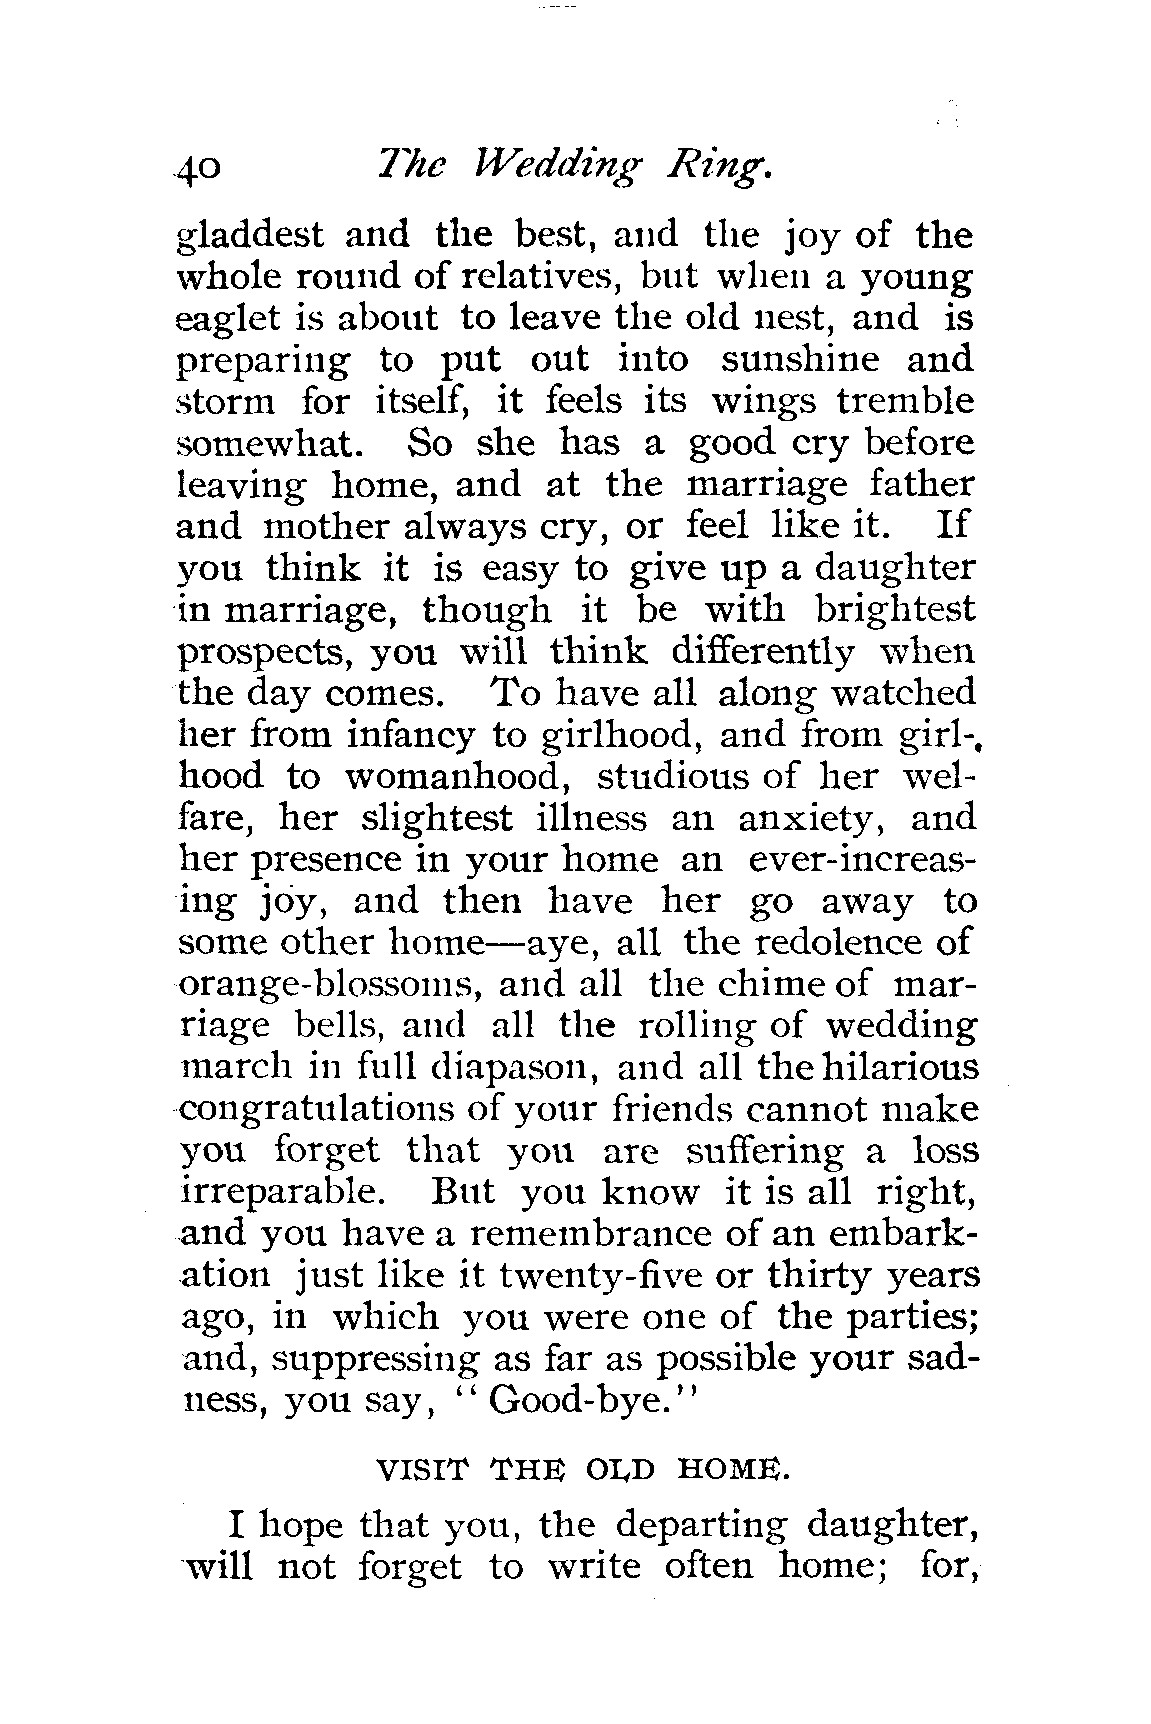 40 The Wedding Ring.
gladdest and the best, and the joy of the
whole round of relatives, but when a young
eaglet is about to leave the old nest, and is
preparing to put out into sunshine and
storm for itself, it feels its wings tremble
somewhat. So she has a good cry before
leaving home, and at the marriage father
and mother always cry, or feel like it. If
you think it is easy to give up a daughter
in marriage, though it be with brightest
prospects, you will think differently when
the day comes. To have all along watched
her from infancy to girlhood, and from girl-
hood to womanhood, studious of her wel-
fare, her slightest illness an anxiety, and
her presence in your home an ever-increas-
ing joy, and then have her go away to
some other home—aye, all the redolence of
orange-blossoms, and all the chime of mar-
riage bells, and all the rolling of wedding
march in full diapason, and all the hilarious
congratulations of your friends cannot make
you forget that you are suffering a loss
irreparable. But you know it is all right,
and you have a remembrance of an embark-
ation just like it twenty-five or thirty years
ago, in which you were one of the parties;
and, suppressing as far as possible your sad-
ness, you say, "Good-bye."
VISIT THE OLD HOME.
I hope that you, the departing daughter,
will not forget to write often home; for,